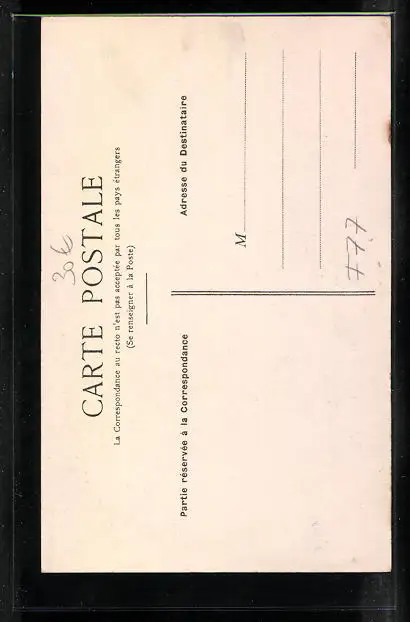 30€
CARTE POSTALE
La Correspondance au recto n'est pas acceptée par tous les pays étrangers
(Se renseigner à la Poste)
Partie réservée à la Correspondance
Adresse du Destinataire
M